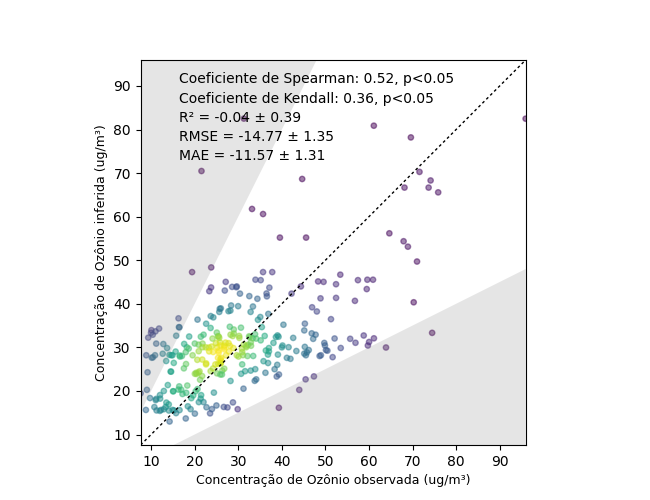 Coeficiente de Spearman: 0.52, p<0.05
Coeficiente de Kendall: 0.36, p<0.05
R² = -0.04 ± 0.39
RMSE = -14.77 ± 1.35
MAE = -11.57 ± 1.31
Concentração de Ozônio inferida (ug/m³)
90
80
70
60
50
40
30
20
10
10 20 30 40 50 60 70 80 90
Concentração de Ozônio observada (ug/m³)